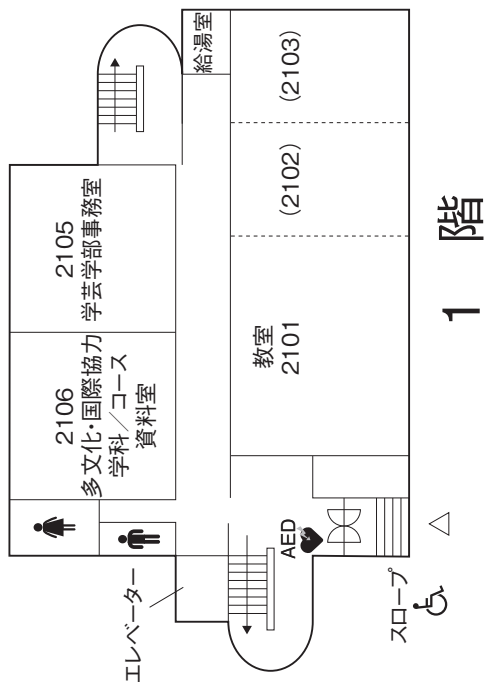 給湯室
(2103)
(2102)
2105
学芸学部事務室
教室
2101
2106
多文化・国際協力
学科／コース
資料室
AED
エレベーター
スロープ
1 階